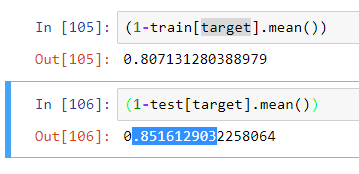 In [105]: (1-train[target].mean())
Out[105]: 0.807131280388979
In [106]: (1-test[target].mean())
Out[106]: 0.8516129032258064